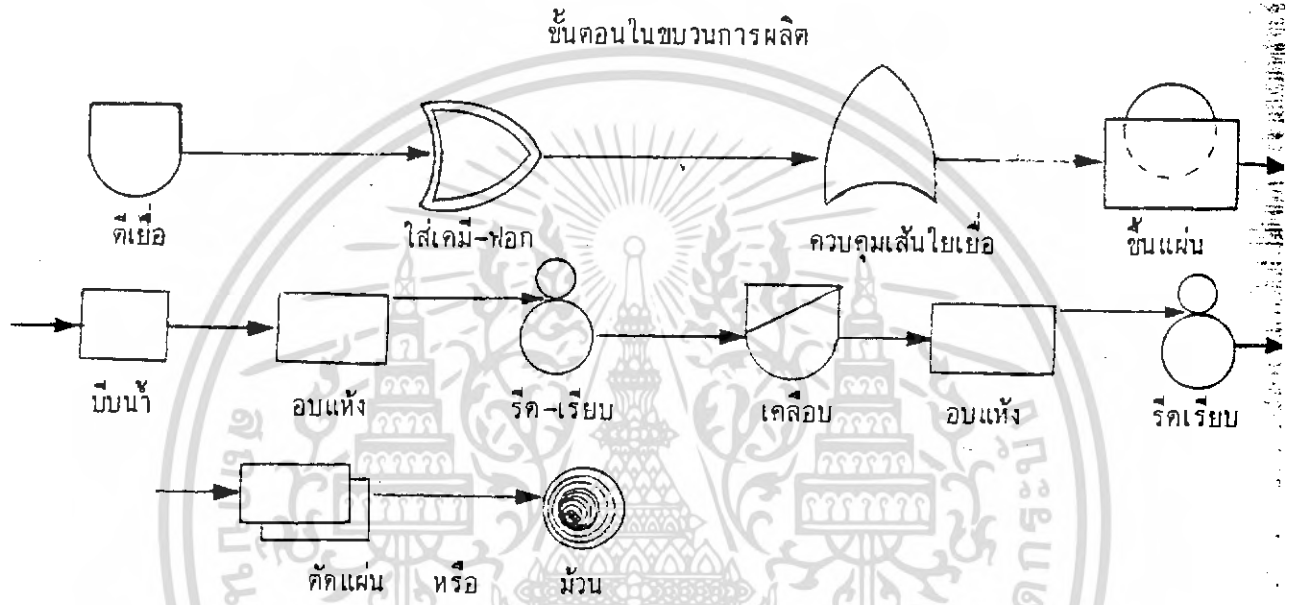 ขั้นตอนในขบวนการผลิต
ตีเยื่อ ใส่เคมี-ฟอก ควบคุมเส้นใยเยื่อ ขึ้นแผ่น
บีบน้ำ อบแห้ง รีด-เรียบ เคลือบ อบแห้ง รีดเรียบ
ตัดแผ่น หรือ ม้วน